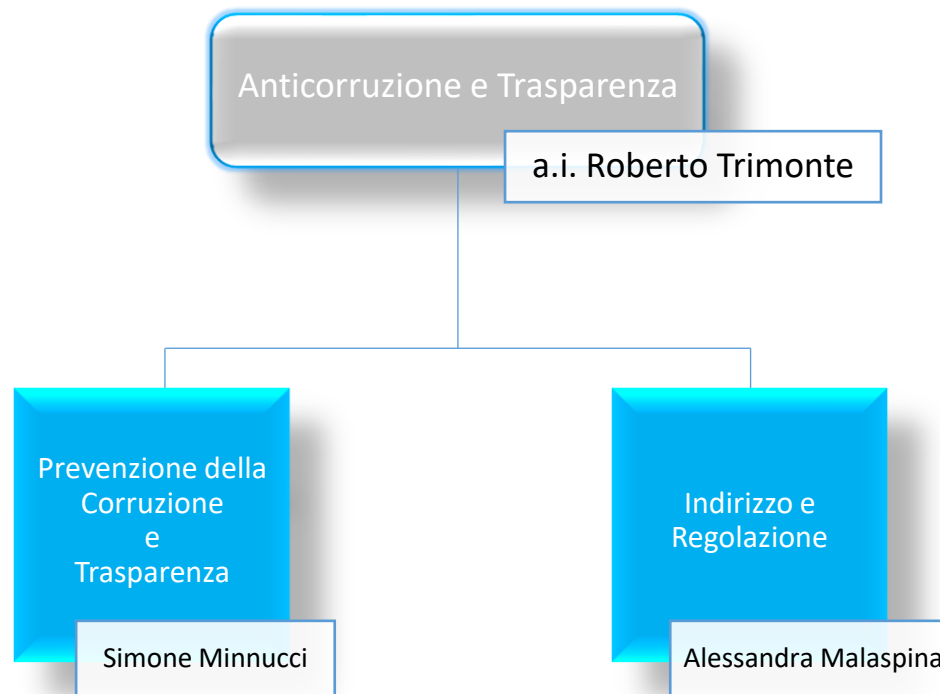 Anticorruzione e Trasparenza
a.i. Roberto Trimonte
Prevenzione della
Corruzione
e
Trasparenza
Simone Minnucci
Indirizzo e
Regolazione
Alessandra Malaspina